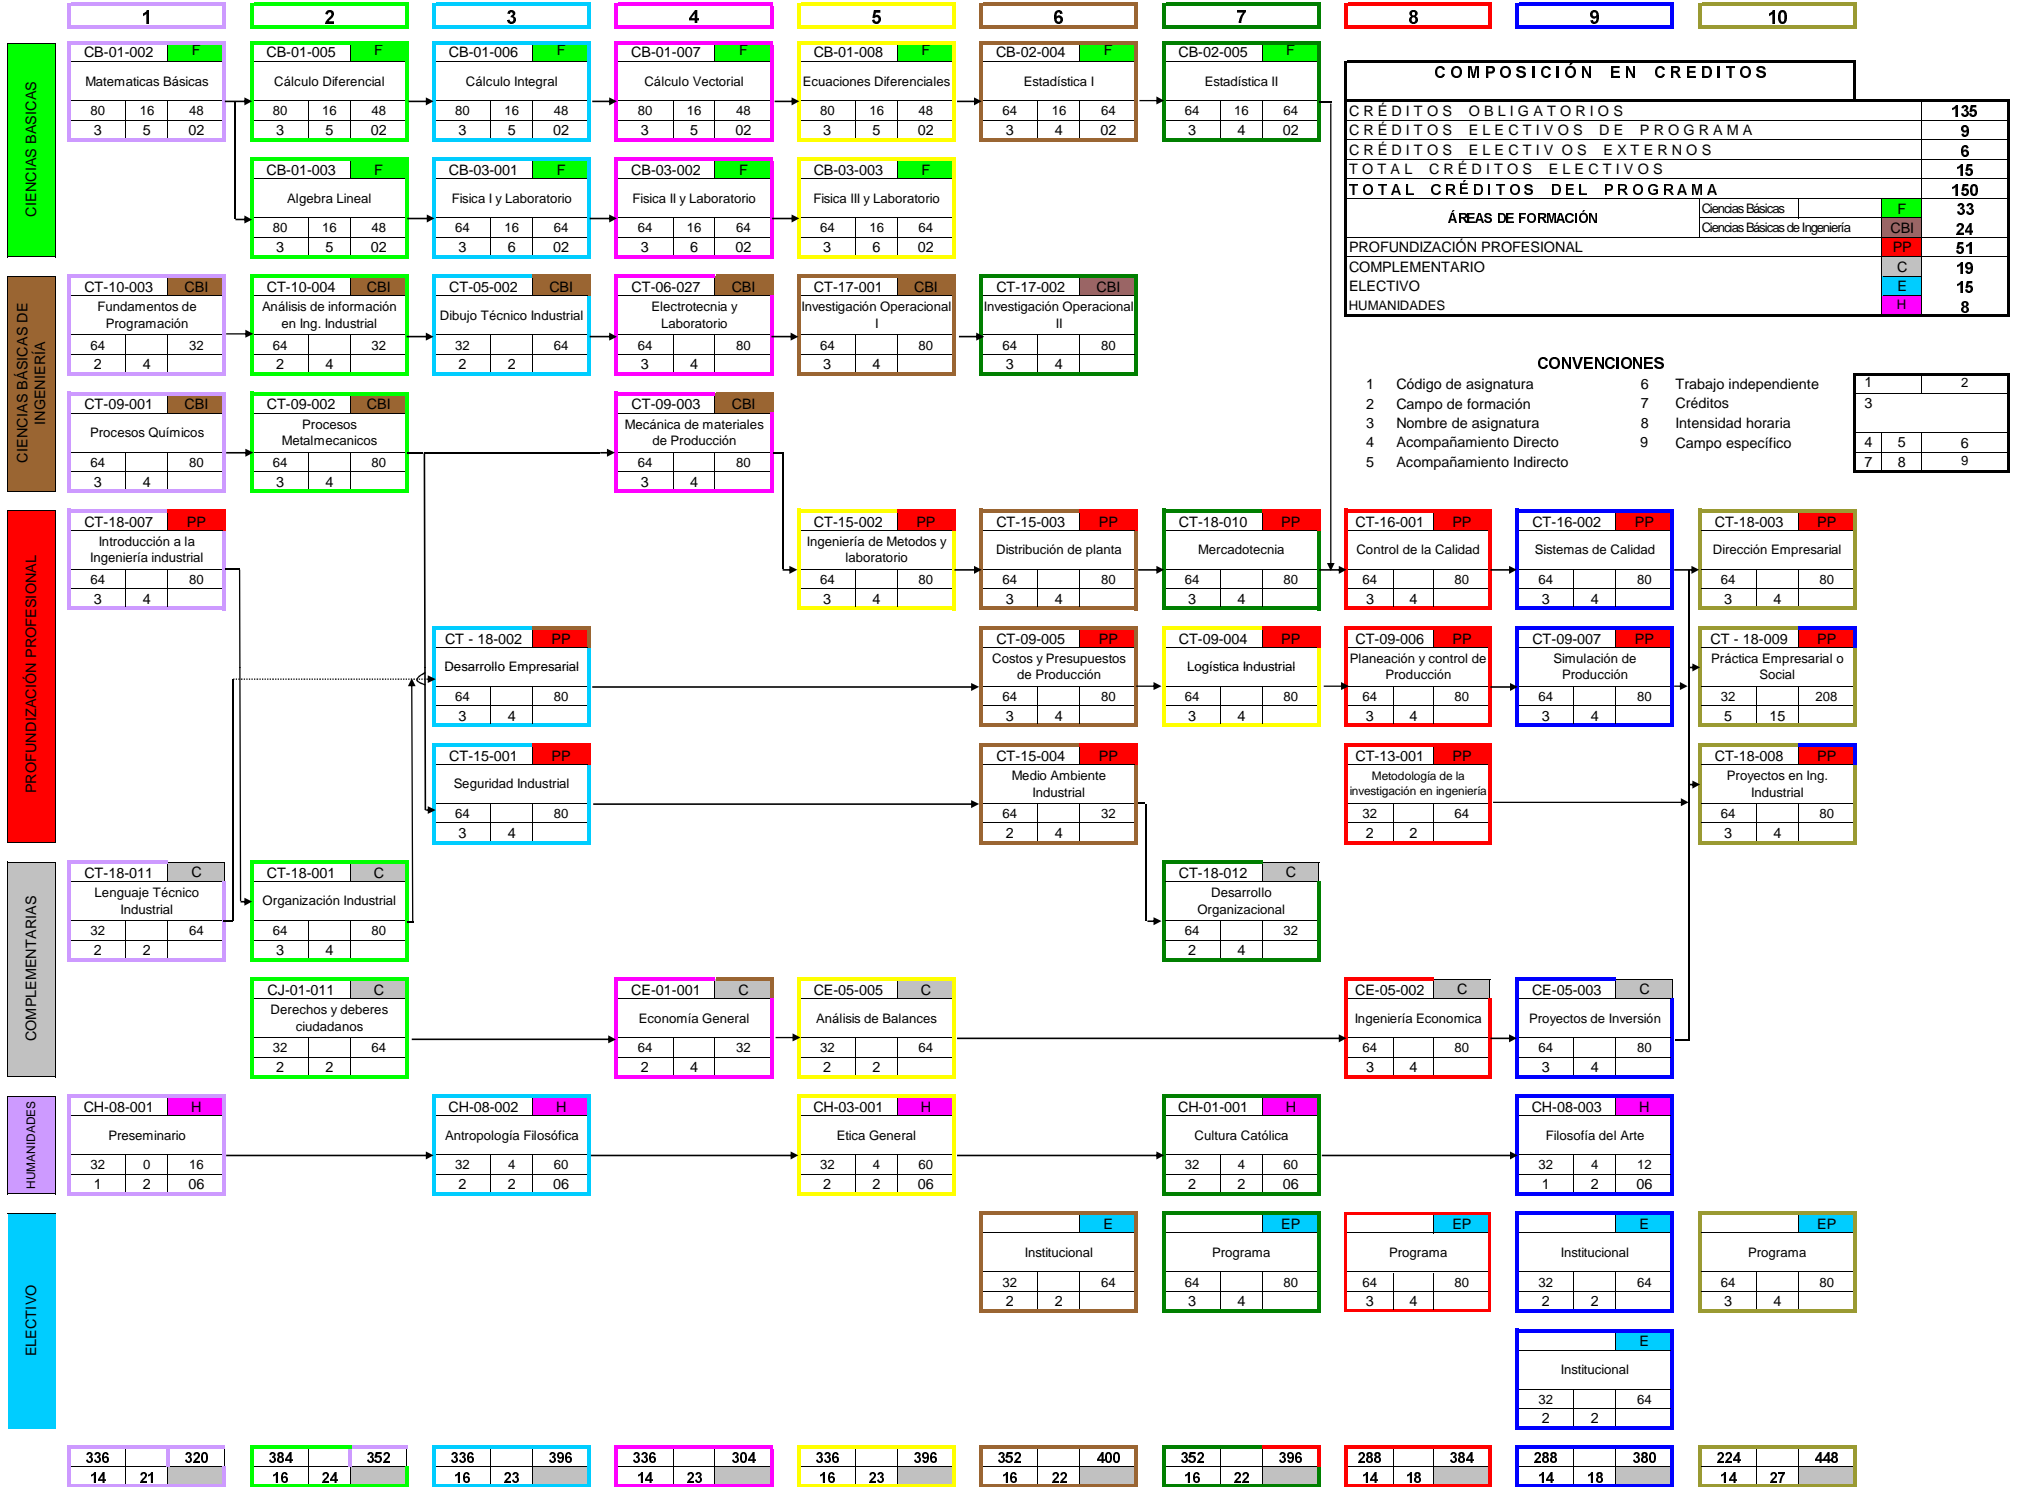 1 2 3 4 5 6 7 8 9 10
CIENCIAS BASICAS
CB-01-002 F CB-01-005 F CB-01-006 F CB-01-007 F CB-01-008 F CB-02-004 F CB-02-005 F
Matematicas Básicas Cálculo Diferencial Cálculo Integral Cálculo Vectorial Ecuaciones Diferenciales Estadística I Estadística II
80 16 48 80 16 48 80 16 48 80 16 48 80 16 48 64 16 64 64 16 64
3 5 02 3 5 02 3 5 02 3 5 02 3 5 02 3 4 02 3 4 02
CB-01-003 F CB-03-001 F CB-03-002 F CB-03-003 F
Algebra Lineal Fisica I y Laboratorio Fisica II y Laboratorio Fisica III y Laboratorio
80 16 48 64 16 64 64 16 64 64 16 64
3 5 02 3 6 02 3 6 02 3 6 02
COMPOSICIÓN EN CREDITOS
CRÉDITOS OBLIGATORIOS 135
CRÉDITOS ELECTIVOS DE PROGRAMA 9
CRÉDITOS ELECTIVOS EXTERNOS 6
TOTAL CRÉDITOS ELECTIVOS 15
TOTAL CRÉDITOS DEL PROGRAMA 150
ÁREAS DE FORMACIÓN
Ciencias Básicas F 33
Ciencias Básicas de Ingeniería CBI 24
PROFUNDIZACIÓN PROFESIONAL PP 51
COMPLEMENTARIO C 19
ELECTIVO E 15
HUMANIDADES H 8
CIENCIAS BÁSICAS DE
INGENIERÍA
CT-10-003 CBI CT-10-004 CBI CT-05-002 CBI CT-06-027 CBI CT-17-001 CBI CT-17-002 CBI
Fundamentos de Análisis de información Dibujo Técnico Industrial Electrotecnia y Investigación Operacional Investigación Operacional
Programación en Ing. Industrial Laboratorio I II
64 32 64 32 32 64 64 80 64 80 64 80
2 4 2 4 2 2 3 4 3 4 3 4
CT-09-001 CBI CT-09-002 CBI CT-09-003 CBI
Procesos Químicos Procesos Mecánica de materiales
Metalmecanicos de Producción
64 80 64 80 64 80
3 4 3 4 3 4
CONVENCIONES
1 Código de asignatura 6 Trabajo independiente 1 2
2 Campo de formación 7 Créditos 3
3 Nombre de asignatura 8 Intensidad horaria
4 Acompañamiento Directo 9 Campo específico 4 5 6
5 Acompañamiento Indirecto 7 8 9
PROFUNDIZACIÓN PROFESIONAL
CT-18-007 PP CT-15-002 PP CT-15-003 PP CT-18-010 PP CT-16-001 PP CT-16-002 PP CT-18-003 PP
Introducción a la Ingeniería de Metodos y Distribución de planta Mercadotecnia Control de la Calidad Sistemas de Calidad Dirección Empresarial
Ingeniería industrial laboratorio
64 80 64 80 64 80 64 80 64 80 64 80 64 80
3 4 3 4 3 4 3 4 3 4 3 4 3 4
CT - 18-002 PP CT-09-005 PP CT-09-004 PP CT-09-006 PP CT-09-007 PP CT - 18-009 PP
Desarrollo Empresarial Costos y Presupuestos Logística Industrial Planeación y control de Simulación de Práctica Empresarial o
de Producción Producción Producción Social
64 80 64 80 64 80 64 80 64 80 32 208
3 4 3 4 3 4 3 4 3 4 5 15
CT-15-001 PP CT-15-004 PP CT-13-001 PP CT-18-008 PP
Seguridad Industrial Medio Ambiente Metodología de la Proyectos en Ing.
Industrial investigación en ingeniería Industrial
64 80 64 32 32 64 64 80
3 4 2 4 2 2 3 4
COMPLEMENTARIAS
CT-18-011 C CT-18-001 C CT-18-012 C
Lenguaje Técnico Organización Industrial Desarrollo
Industrial Organizacional
32 64 64 80 64 32
2 2 3 4 2 4
CJ-01-011 C CE-01-001 C CE-05-005 C CE-05-002 C CE-05-003 C
Derechos y deberes Economía General Análisis de Balances Ingeniería Economica Proyectos de Inversión
ciudadanos
32 64 64 32 32 64 64 80 64 80
2 2 2 4 2 2 3 4 3 4
HUMANIDADES
CH-08-001 H CH-08-002 H CH-03-001 H CH-01-001 H CH-08-003 H
Preseminario Antropología Filosófica Etica General Cultura Católica Filosofía del Arte
32 0 16 32 4 60 32 4 60 32 4 60 32 4 12
1 2 06 2 2 06 2 2 06 2 2 06 1 2 06
ELECTIVO
E EP EP E EP
Institucional Programa Programa Institucional Programa
32 64 64 80 64 80 32 64 64 80
2 2 3 4 3 4 2 2 3 4
E
Institucional
32 64
2 2
336 320 384 352 336 396 336 304 336 396 352 400 352 396 288 384 288 380 224 448
14 21 16 24 16 23 14 23 16 23 16 22 16 22 14 18 14 18 14 27